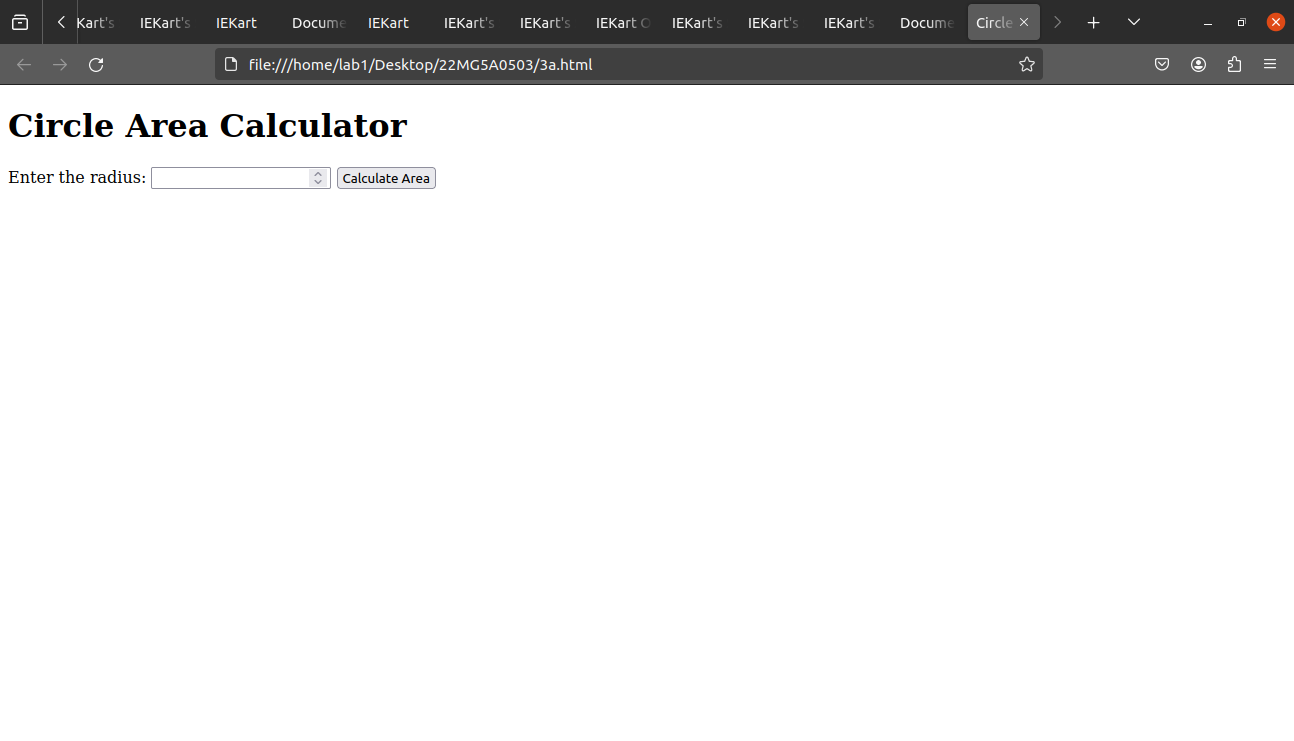 Kart's IEKart's IEKart Docume IEKart IEKart's IEKart's IEKart O IEKart's IEKart's IEKart's Docume Circle
file:///home/lab1/Desktop/22MG5A0503/3a.html
Circle Area Calculator
Enter the radius: Calculate Area